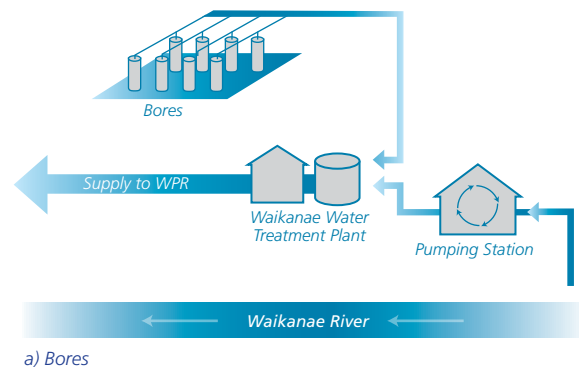 Bores
Supply to WPR
Waikanae Water
Treatment Plant
Pumping Station
Waikanae River
a) Bores